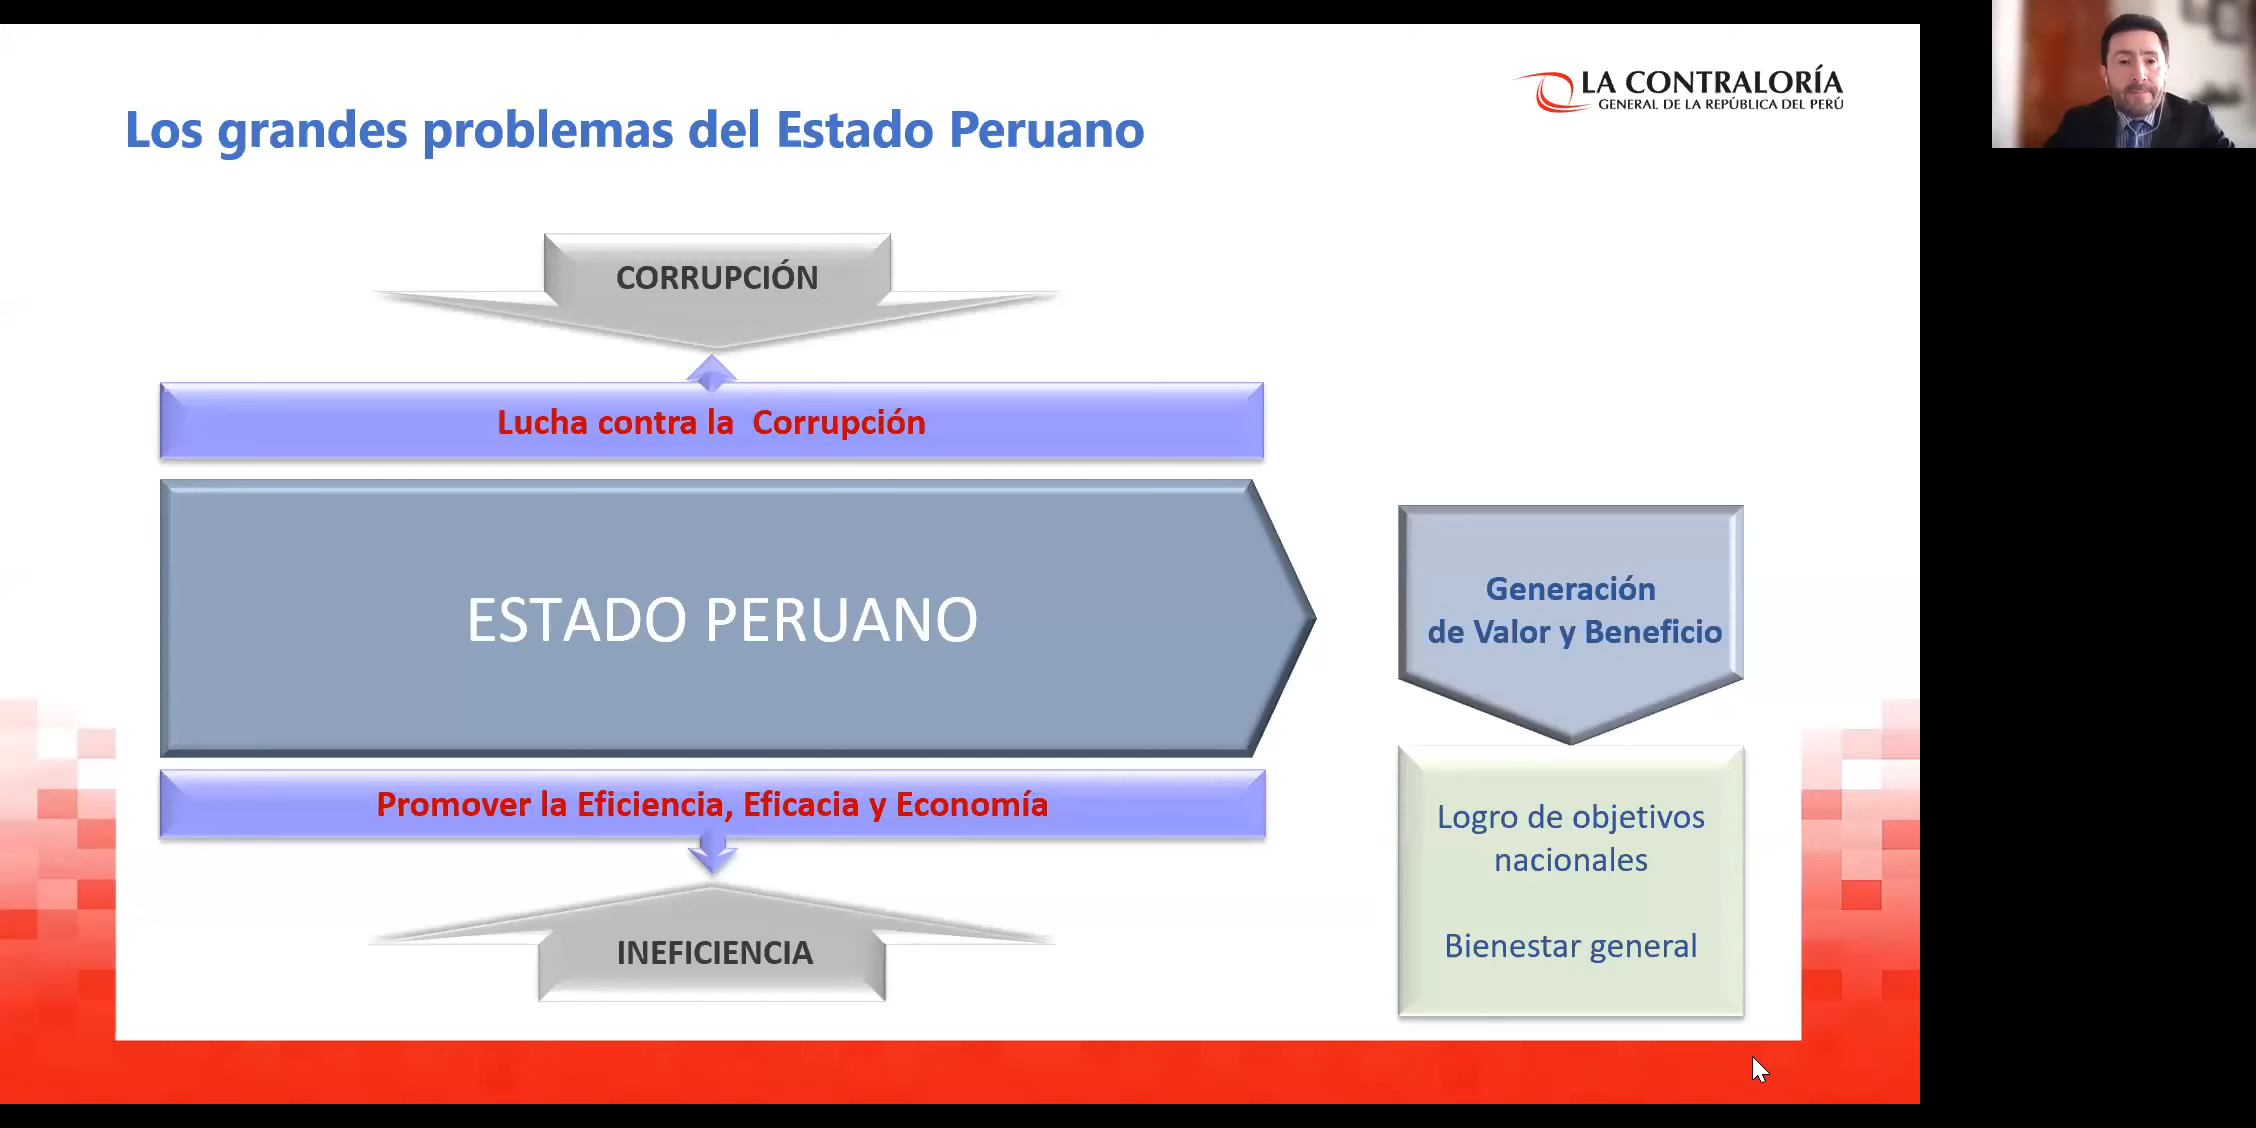 LA CONTRALORÍA
GENERAL DE LA REPÚBLICA DEL PERÚ
Los grandes problemas del Estado Peruano
CORRUPCIÓN
Lucha contra la Corrupción
ESTADO PERUANO
Generación
de Valor y Beneficio
Promover la Eficiencia, Eficacia y Economía
Logro de objetivos
nacionales
Bienestar general
INEFICIENCIA